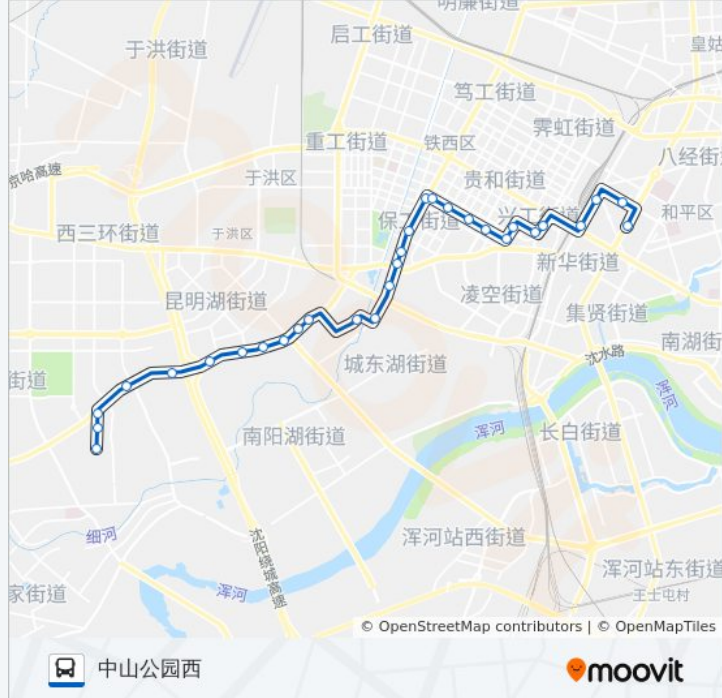 明廉街道
启工街道
皇姑
于洪街道
笃工街道
霁虹街道
重工街道
铁西区
八经街
京哈高速
于洪区
贵和街道
保工街道
兴工街道
和平区
西三环街道
于洪区
新华街道
昆明湖街道
凌空街道
集贤街道
南湖街
沈水路
城东湖街道
街道
浑河
南阳湖街道
浑河
长白街道
细河
沈阳绕城高速
浑河站西街道
浑河站东街道
家街道
浑河
王士屯村
© OpenStreetMap contributors | © OpenMapTiles
中山公园西
moovit